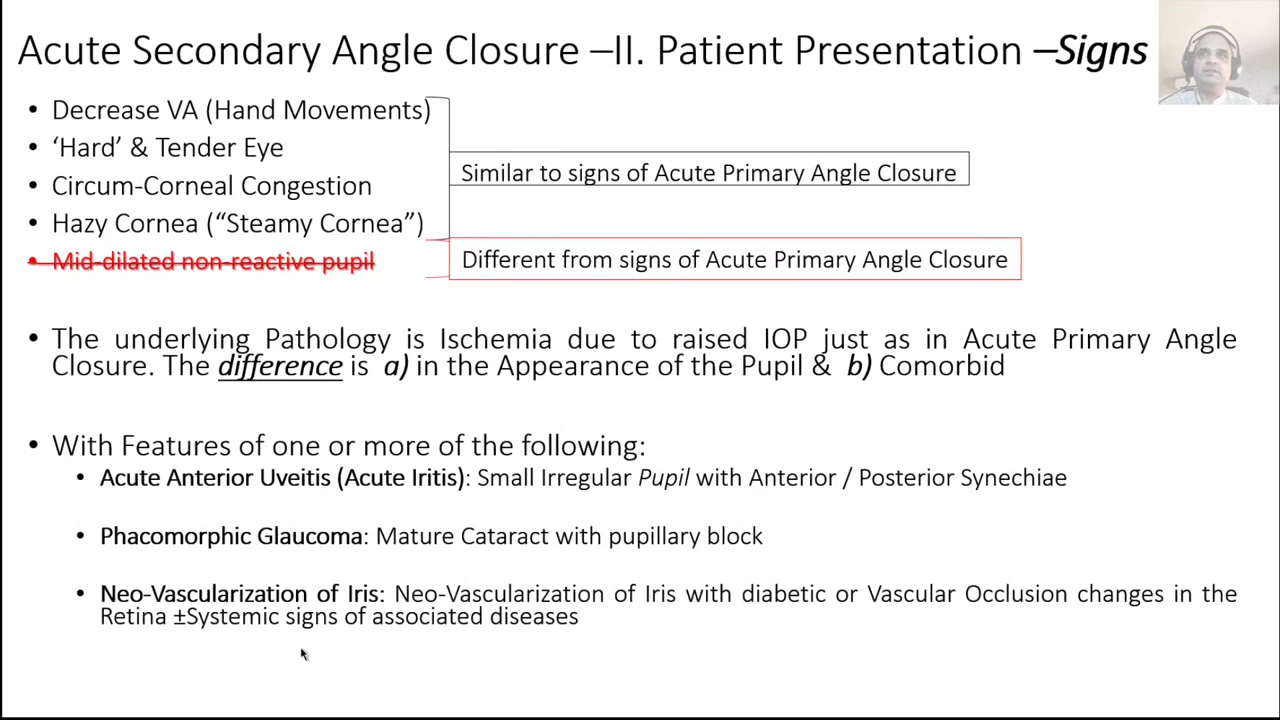 Acute Secondary Angle Closure –II. Patient Presentation –Signs
• Decrease VA (Hand Movements)
• ‘Hard’ & Tender Eye
Similar to signs of Acute Primary Angle Closure
• Circum-Corneal Congestion
• Hazy Cornea (“Steamy Cornea”)
• Mid-dilated non-reactive pupil
Different from signs of Acute Primary Angle Closure
• The underlying Pathology is Ischemia due to raised IOP just as in Acute Primary Angle
Closure. The difference is a) in the Appearance of the Pupil & b) Comorbid
• With Features of one or more of the following:
• Acute Anterior Uveitis (Acute Iritis): Small Irregular Pupil with Anterior / Posterior Synechiae
• Phacomorphic Glaucoma: Mature Cataract with pupillary block
• Neo-Vascularization of Iris: Neo-Vascularization of Iris with diabetic or Vascular Occlusion changes in the
Retina ±Systemic signs of associated diseases